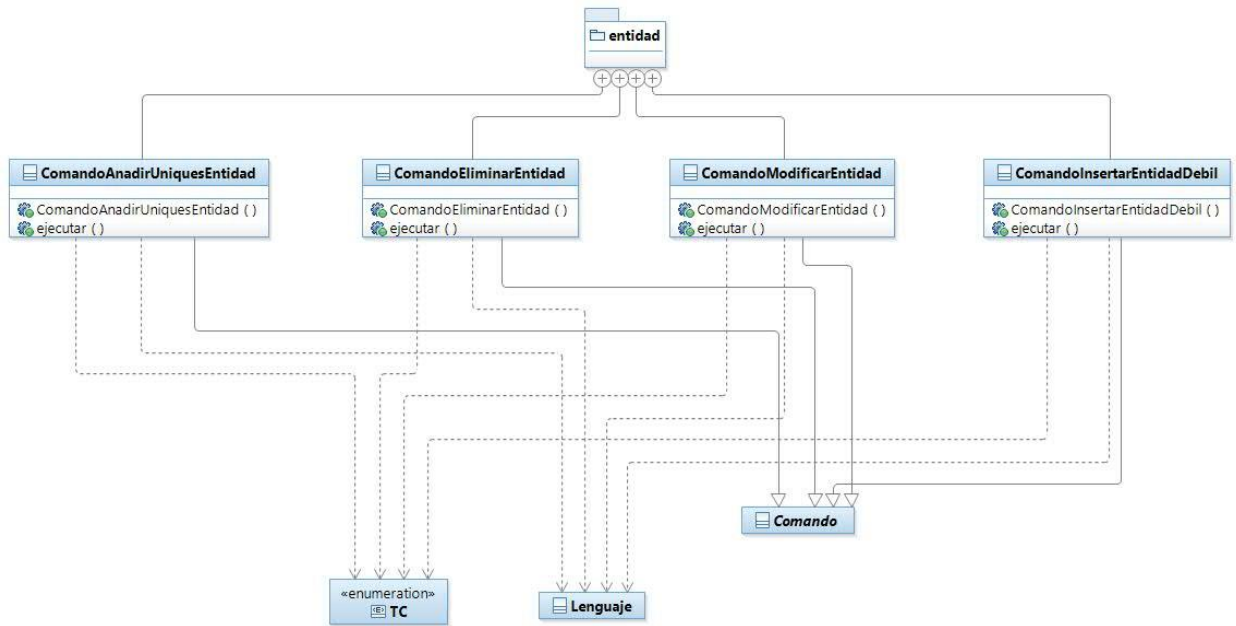 entidad
ComandoAnadirUniquesEntidad
ComandoAnadirUniquesEntidad ( )
ejecutar ( )
ComandoEliminarEntidad
ComandoEliminarEntidad ( )
ejecutar ( )
ComandoModificarEntidad
ComandoModificarEntidad ( )
ejecutar ( )
ComandoInsertarEntidadDebil
ComandoInsertarEntidadDebil ( )
ejecutar ( )
Comando
«enumeration»
TC
Lenguaje